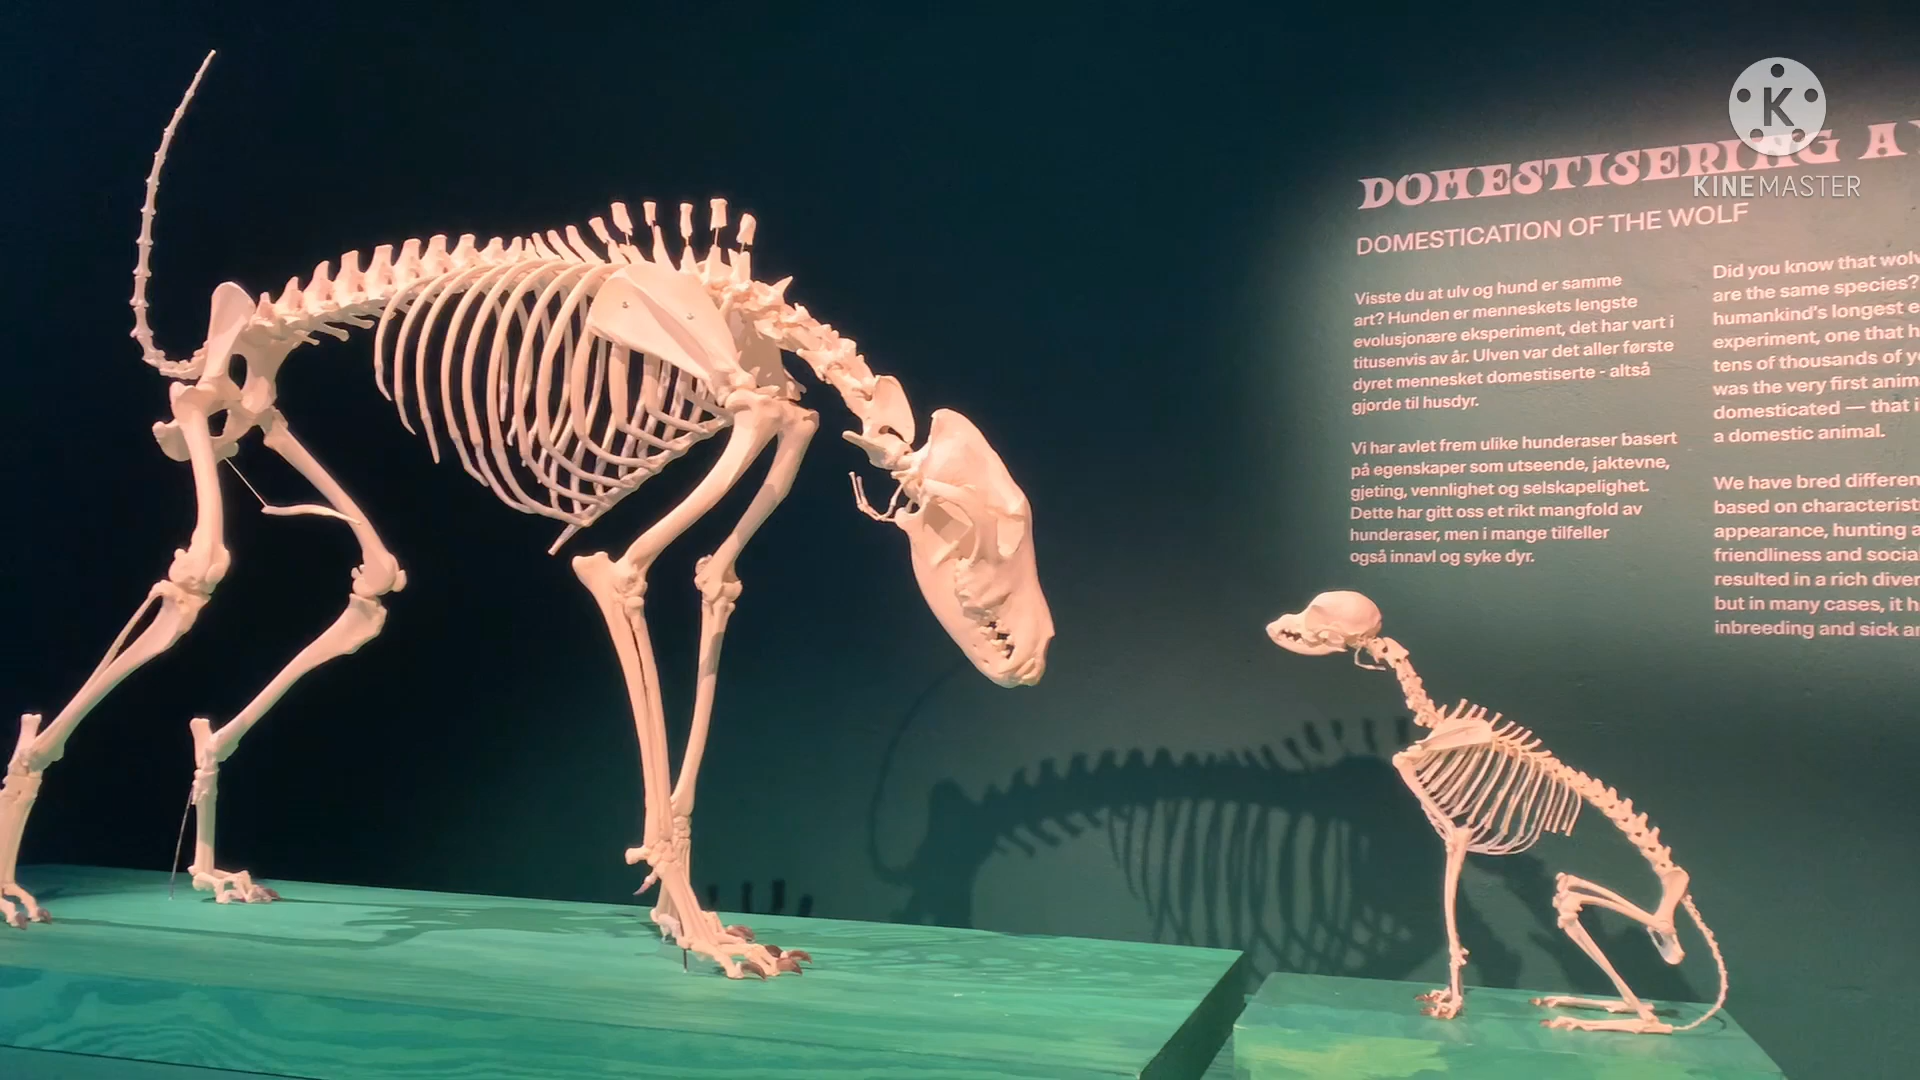 K
KINEMASTER
DOMESTISERING A
DOMESTICATION OF THE WOLF
Visste du at ulv og hund er samme
art? Hunden er menneskets lengste
evolusjonære eksperiment, det har vart i
titusenvis av år. Ulven var det aller første
dyret mennesket domestiserte - altså
gjorde til husdyr.
Vi har avlet frem ulike hunderaser basert
på egenskaper som utseende, jaktevne,
gjeting, vennlighet og selskapelighet.
Dette har gitt oss et rikt mangfold av
hunderaser, men i mange tilfeller
også innavl og syke dyr.
Did you know that wolv
are the same species?
humankind's longest e
experiment, one that h
tens of thousands of y
was the very first anim
domesticated — that i
a domestic animal.
We have bred differen
based on characterist
appearance, hunting a
friendliness and socia
resulted in a rich diver
but in many cases, it h
inbreeding and sick a